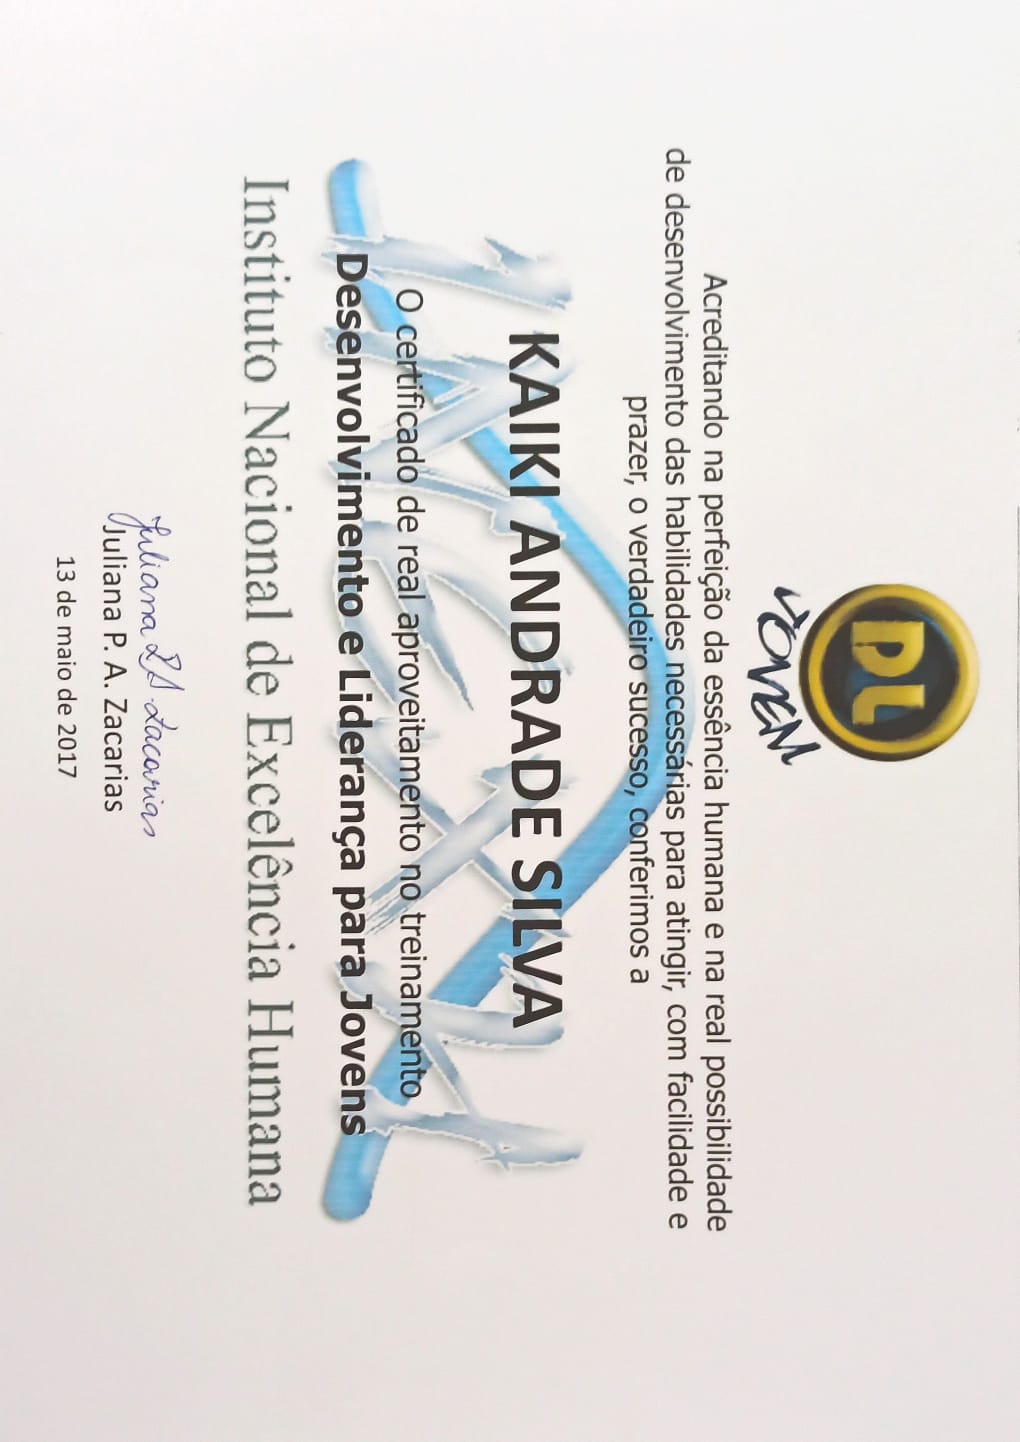 DL
JOVEM
Acreditando na perfeição da essência humana e na real possibilidade
de desenvolvimento das habilidades necessárias para atingir, com facilidade e
prazer, o verdadeiro sucesso, conferimos a
INEXH
KAIKI ANDRADE SILVA
O certificado de real aproveitamento no treinamento
Desenvolvimento e Liderança para Jovens
Instituto Nacional de Excelência Humana
Juliana P A Zacarias
Juliana P. A. Zacarias
13 de maio de 2017